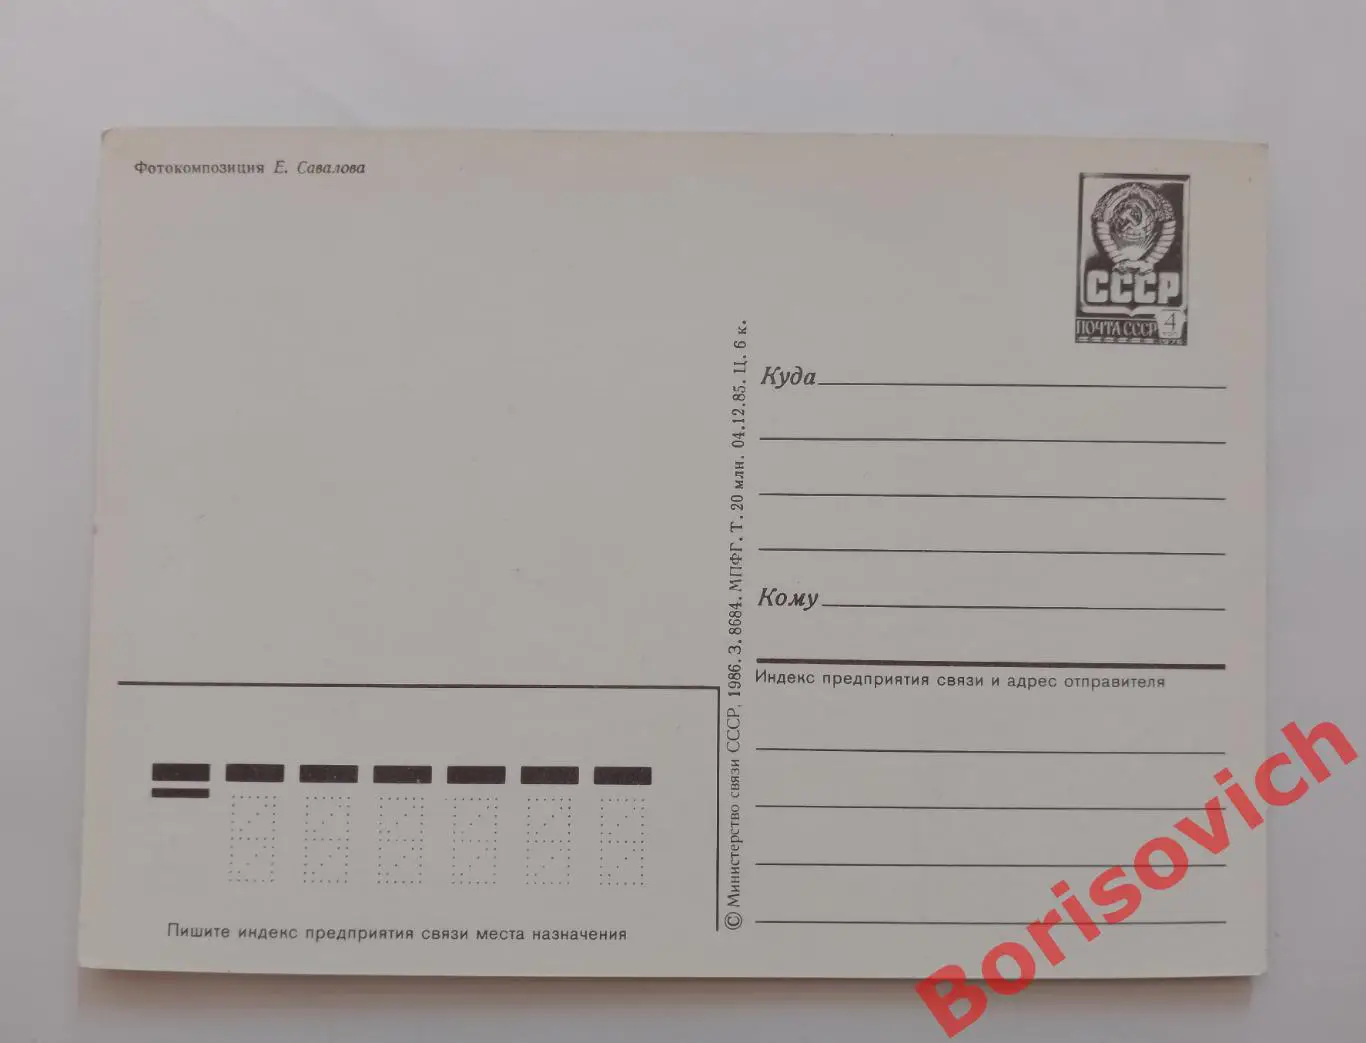 Фотокомпозиция Е. Савалова
СССР
ПОЧТА СССР 4
1976
Куда
Кому
Индекс предприятия связи и адрес отправителя
© Министерство связи СССР, 1986. З. 8684. МПФГ. Т. 20 млн. 04.12.85. Ц. 6 к.
Пишите индекс предприятия связи места назначения
Borisovich